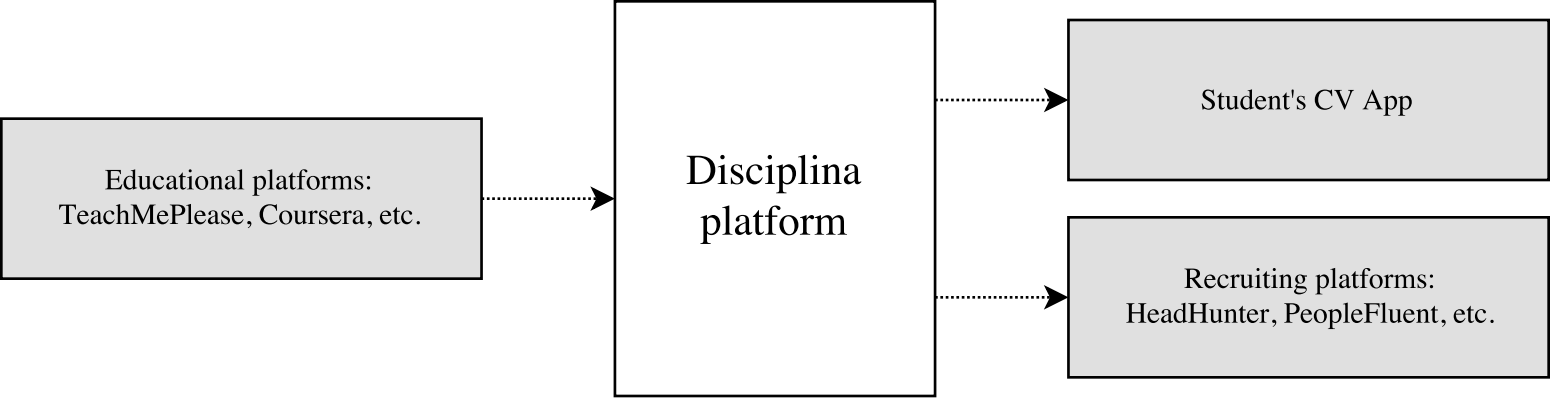 Educational platforms:
TeachMePlease, Coursera, etc.
Disciplina
platform
Student's CV App
Recruiting platforms:
HeadHunter, PeopleFluent, etc.